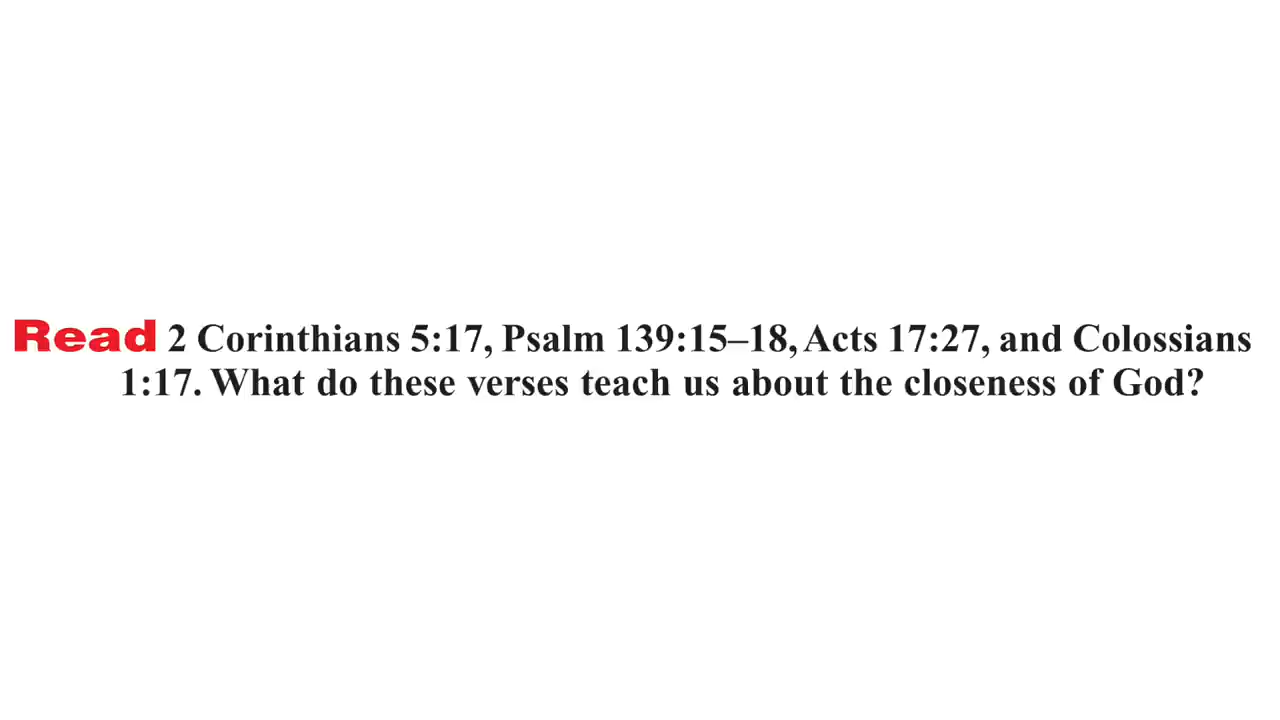 Read 2 Corinthians 5:17, Psalm 139:15–18, Acts 17:27, and Colossians
1:17. What do these verses teach us about the closeness of God?